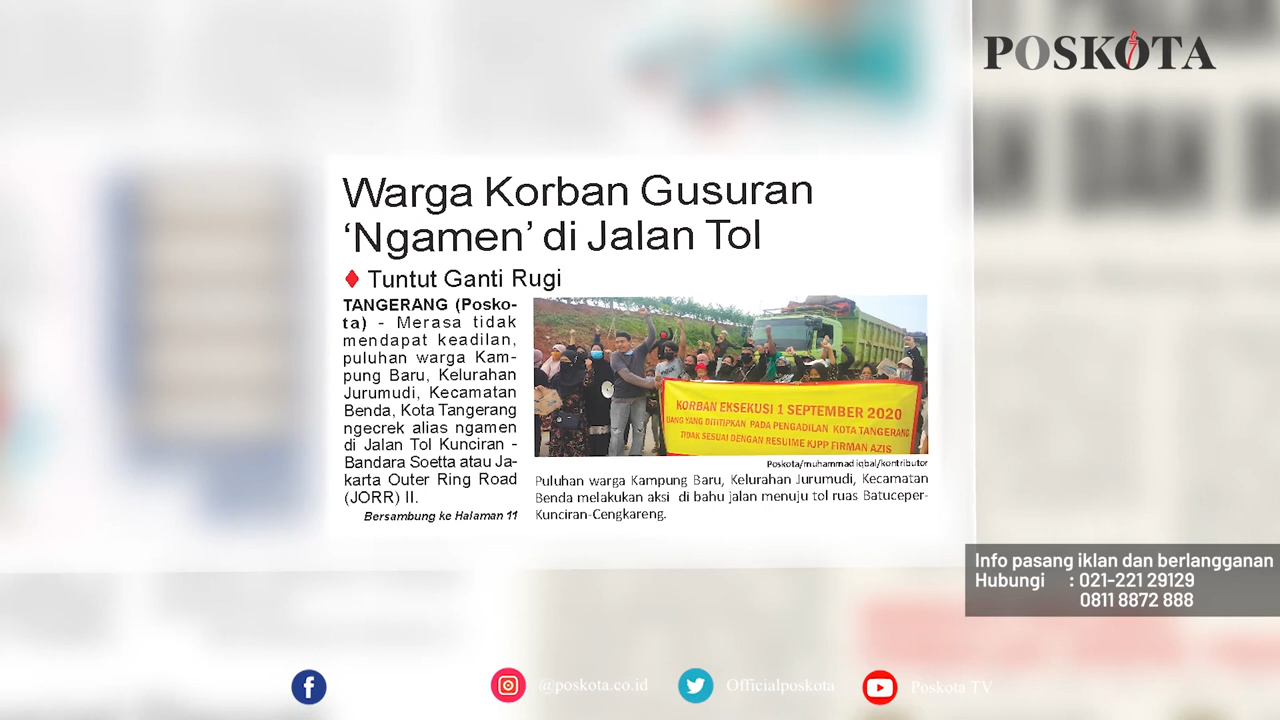 POSKOTA
Warga Korban Gusuran
‘Ngamen’ di Jalan Tol
Tuntut Ganti Rugi
TANGERANG (Posko-
ta) - Merasa tidak
mendapat keadilan,
puluhan warga Kam-
pung Baru, Kelurahan
Jurumudi, Kecamatan
Benda, Kota Tangerang
ngecrek alias ngamen
di Jalan Tol Kunciran -
Bandara Soetta atau Ja-
karta Outer Ring Road
(JORR) II.
Bersambung ke Halaman 11
KORBAN EKSEKUSI 1 SEPTEMBER 2020
UANG YANG DITITIPKAN PADA PENGADILAN KOTA TANGERANG
TIDAK SESUAI DENGAN RESUIME KJPP FIRMAN AZIS
Poskota/muhammad iqbal/kontributor
Puluhan warga Kampung Baru, Kelurahan Jurumudi, Kecamatan
Benda melakukan aksi di bahu jalan menuju tol ruas Batuceper-
Kunciran-Cengkareng.
Info pasang iklan dan berlangganan
Hubungi : 021-221 29129
0811 8872 888
@poskota.co.id
Officialposkota
Poskota TV